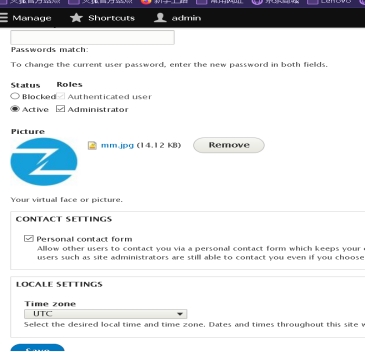 Manage Shortcuts admin
Passwords match:
To change the current user password, enter the new password in both fields.
Status Roles
Blocked Authenticated user
Active Administrator
Picture
mm.jpg (14.12 KB) Remove
Your virtual face or picture.
CONTACT SETTINGS
Personal contact form
Allow other users to contact you via a personal contact form which keeps your
users such as site administrators are still able to contact you even if you choose
LOCALE SETTINGS
Time zone
UTC
Select the desired local time and time zone. Dates and times throughout this site
Save